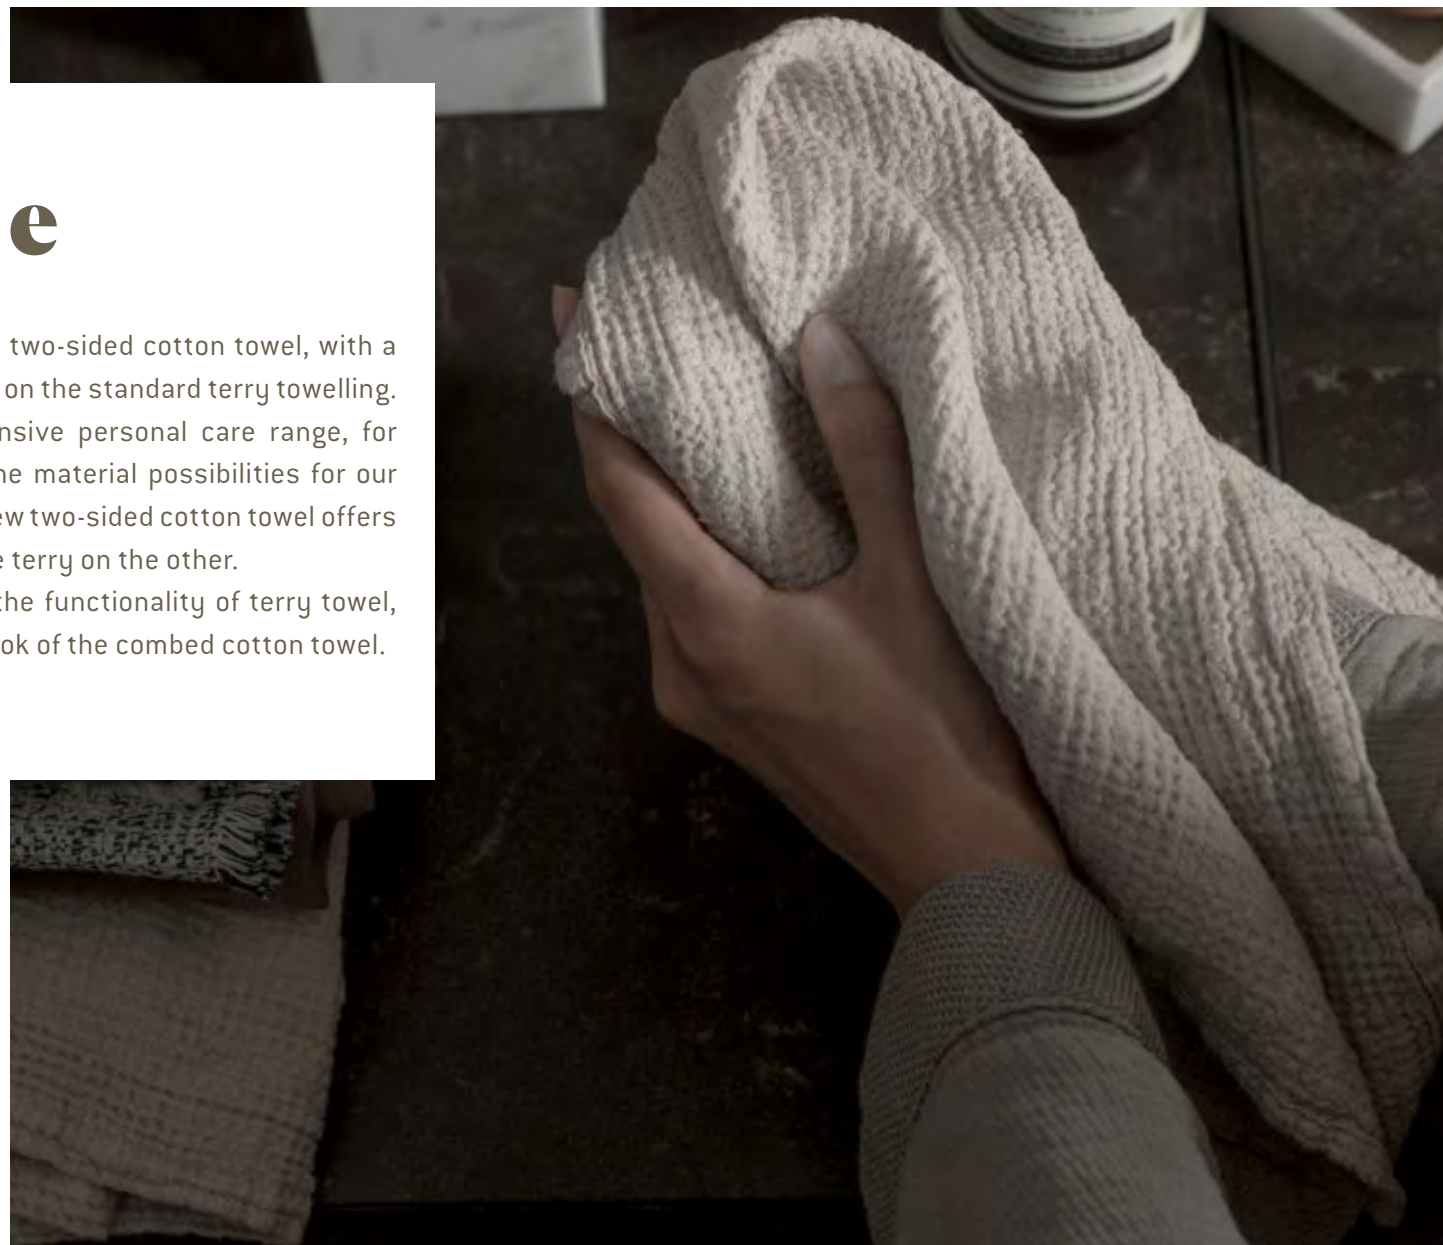 e
two-sided cotton towel, with a
on the standard terry towelling.
nsive personal care range, for
he material possibilities for our
ew two-sided cotton towel offers
e terry on the other.
the functionality of terry towel,
ok of the combed cotton towel.